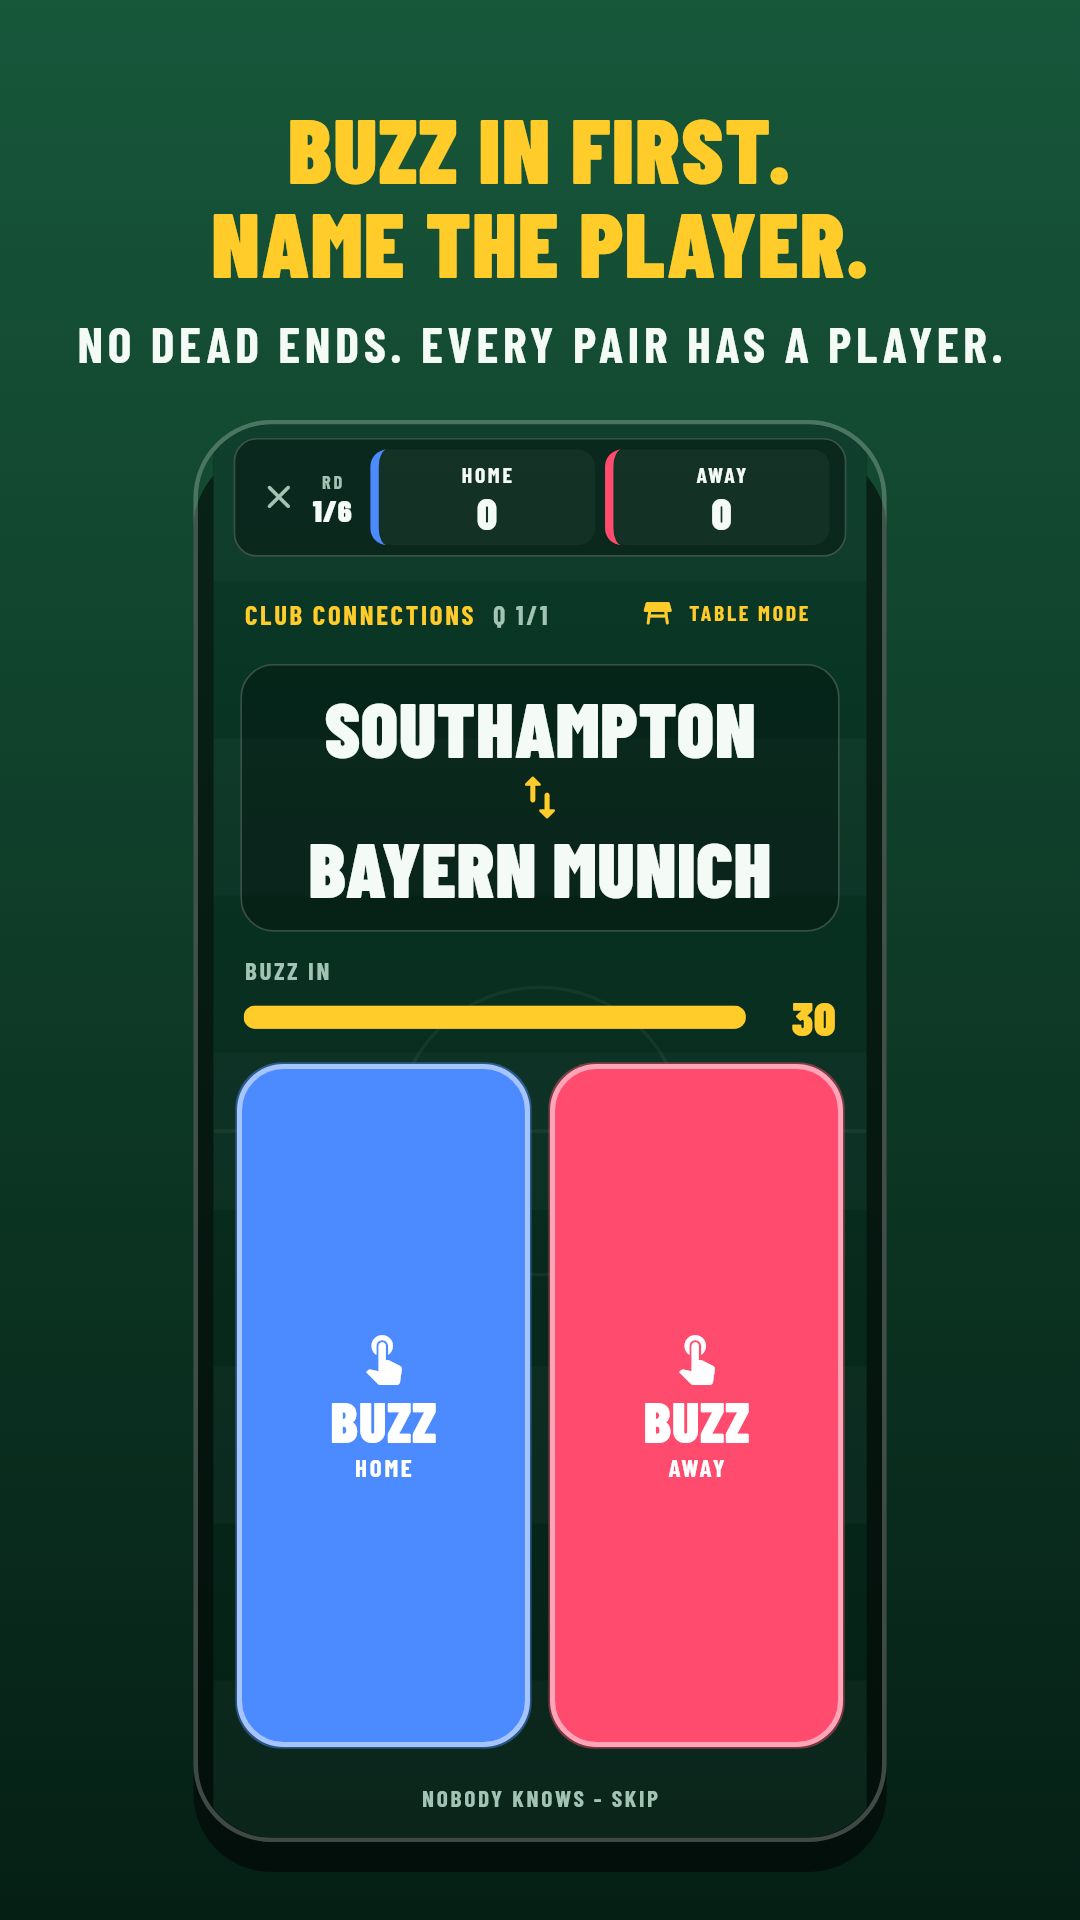 BUZZ IN FIRST.
NAME THE PLAYER.
NO DEAD ENDS. EVERY PAIR HAS A PLAYER.
RD
1/6
HOME
0
AWAY
0
CLUB CONNECTIONS Q 1/1
TABLE MODE
SOUTHAMPTON
BAYERN MUNICH
BUZZ IN
30
BUZZ
HOME
BUZZ
AWAY
NOBODY KNOWS - SKIP